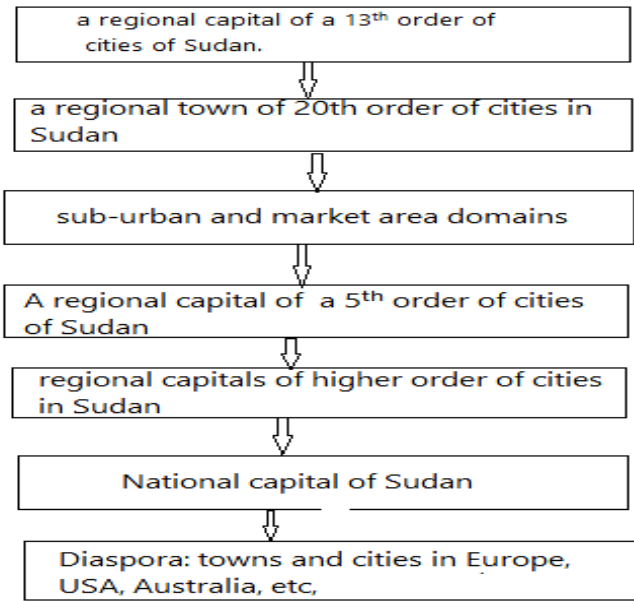 a regional capital of a 13th order of
cities of Sudan.
a regional town of 20th order of cities in
Sudan
sub-urban and market area domains
A regional capital of a 5th order of cities
of Sudan
regional capitals of higher order of cities
in Sudan
National capital of Sudan
Diaspora: towns and cities in Europe,
USA, Australia, etc,